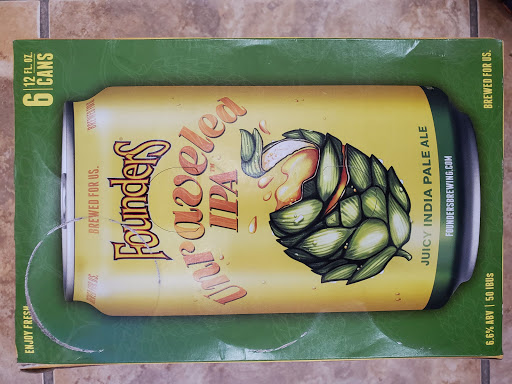 ENJOY FRESH
6 12 FL.OZ.
CANS
BREWED FOR US.
Founders
Unraveled
IPA
JUICY INDIA PALE ALE
FOUNDERSBREWING.COM
6.6% ABV | 50 IBUs
BREWED FOR US.